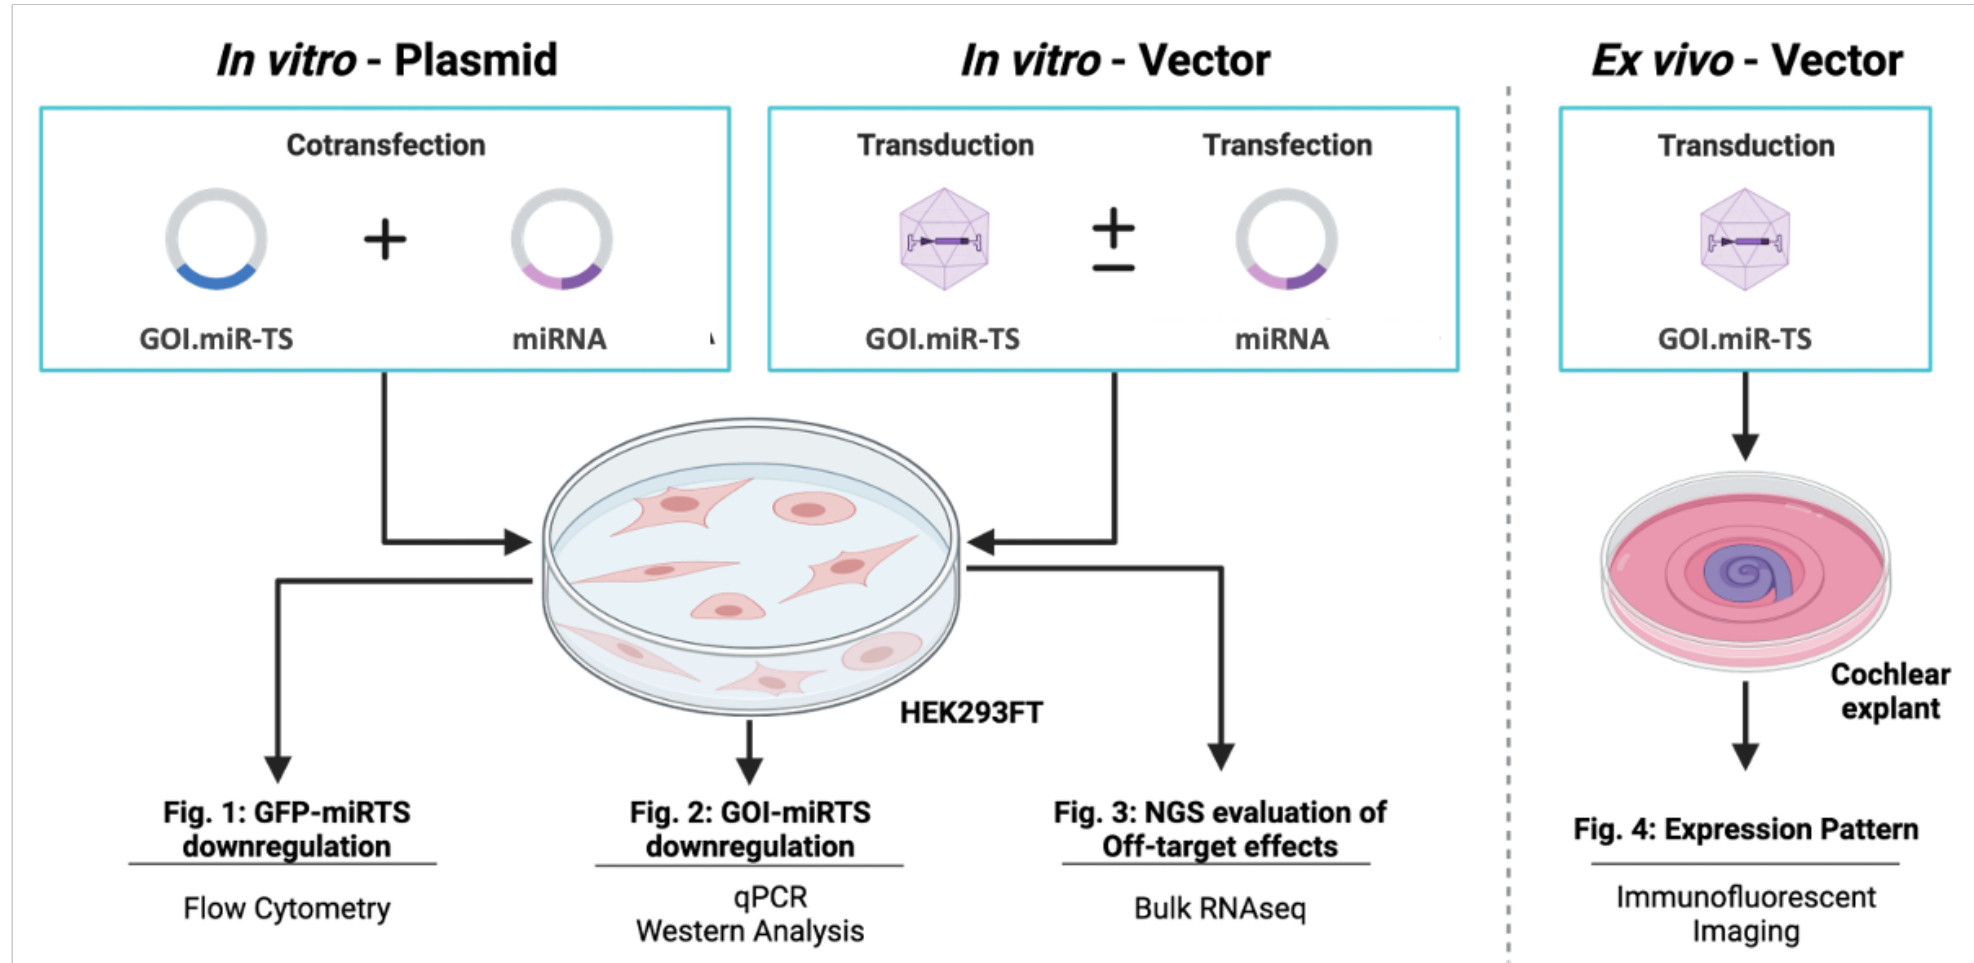 In vitro - Plasmid
In vitro - Vector
Ex vivo - Vector
Cotransfection
Transduction
Transfection
Transduction
GOI.miR-TS
miRNA
GOI.miR-TS
miRNA
GOI.miR-TS
HEK293FT
Cochlear
explant
Fig. 1: GFP-miRTS
downregulation
Flow Cytometry
Fig. 2: GOI-miRTS
downregulation
qPCR
Western Analysis
Fig. 3: NGS evaluation of
Off-target effects
Bulk RNAseq
Fig. 4: Expression Pattern
Immunofluorescent
Imaging